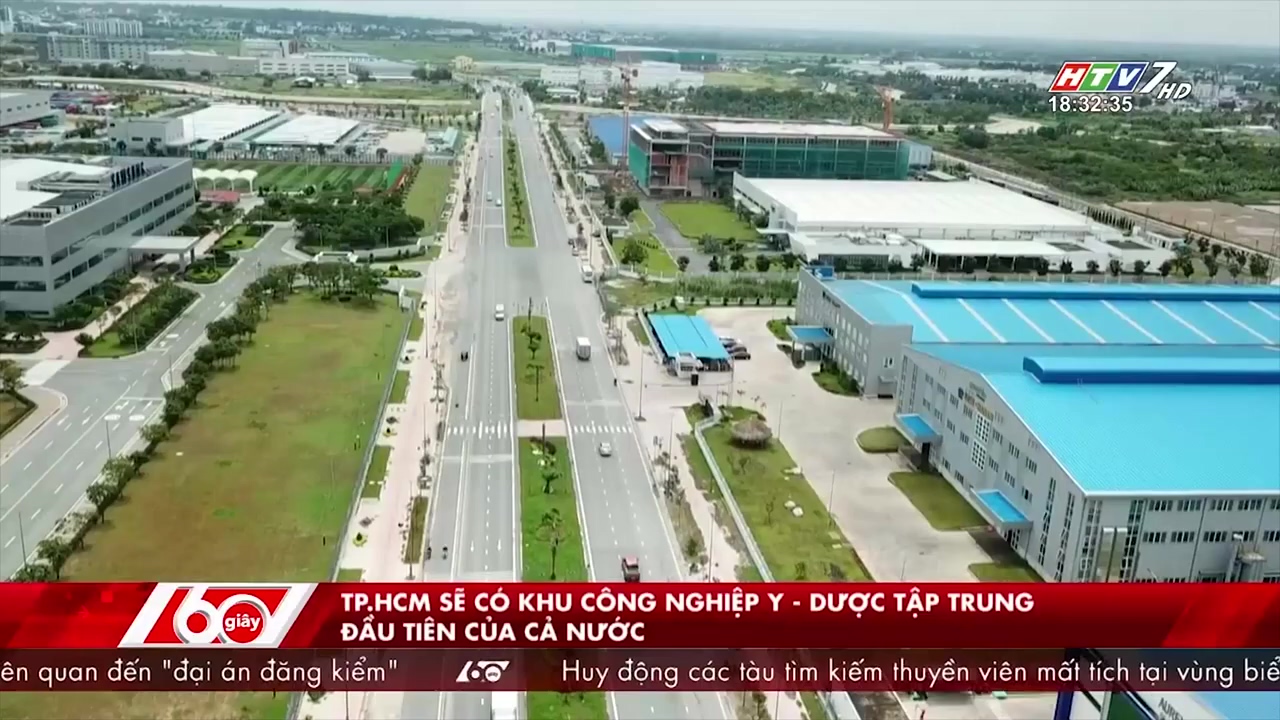 HTV7 HD
18:32:35
60 giây
TP.HCM SẼ CÓ KHU CÔNG NGHIỆP Y - DƯỢC TẬP TRUNG
ĐẦU TIÊN CỦA CẢ NƯỚC
ên quan đến "đại án đăng kiểm" 60 giây Huy động các tàu tìm kiếm thuyền viên mất tích tại vùng biể